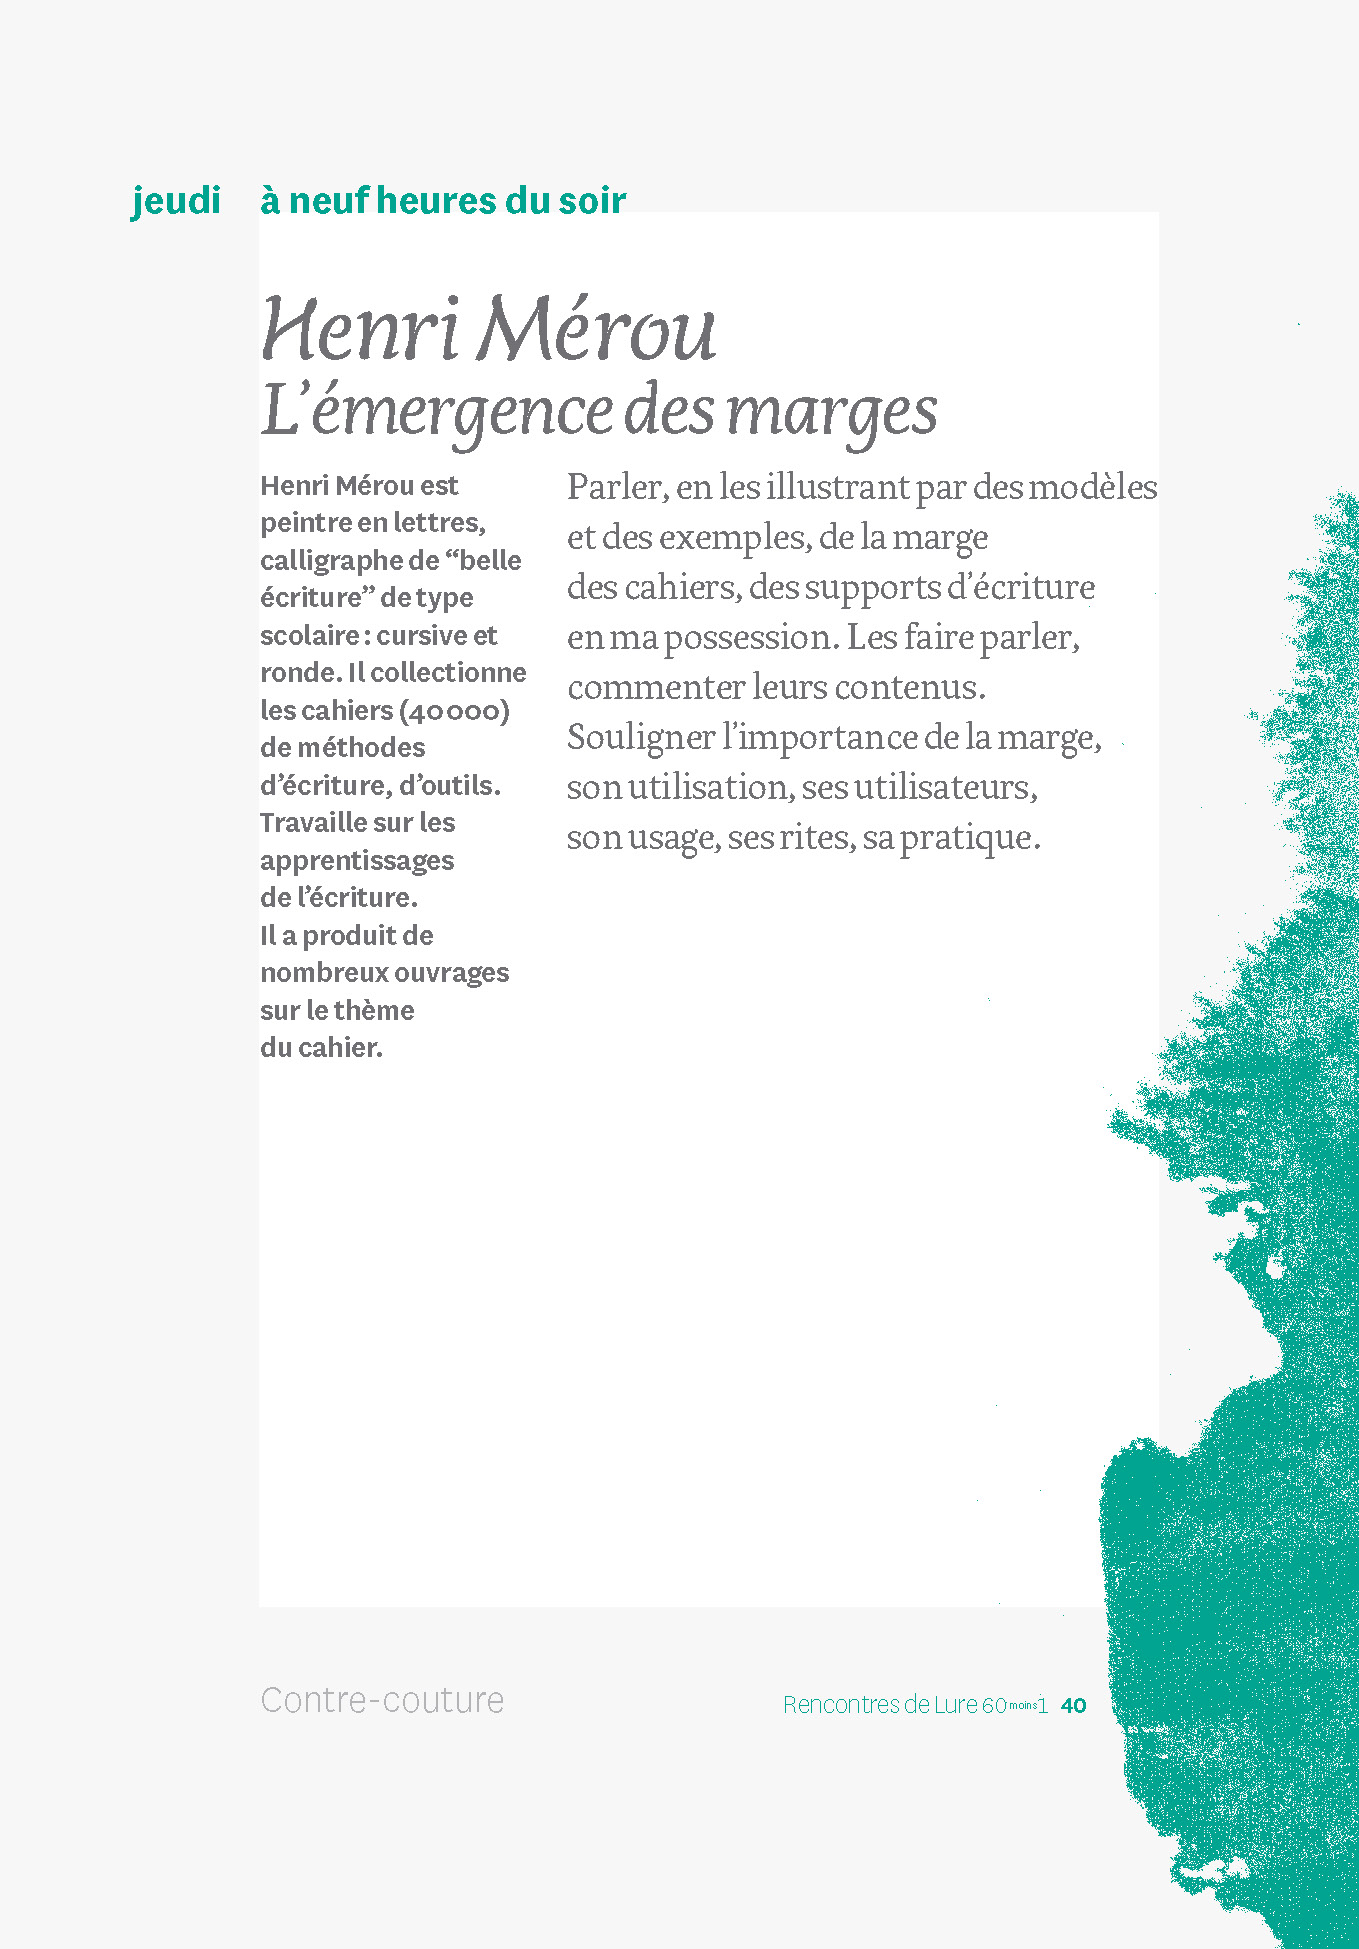 jeudi à neuf heures du soir
Henri Mérou
L’émergence des marges
Henri Mérou est
peintre en lettres,
calligraphe de “belle
écriture” de type
scolaire : cursive et
ronde. Il collectionne
les cahiers (40 000)
de méthodes
d’écriture, d’outils.
Travaille sur les
apprentissages
de l’écriture.
Il a produit de
nombreux ouvrages
sur le thème
du cahier.
Parler, en les illustrant par des modèles
et des exemples, de la marge
des cahiers, des supports d’écriture
en ma possession. Les faire parler,
commenter leurs contenus.
Souligner l’importance de la marge,
son utilisation, ses utilisateurs,
son usage, ses rites, sa pratique.
Contre-couture
Rencontres de Lure 60 moins 1 40